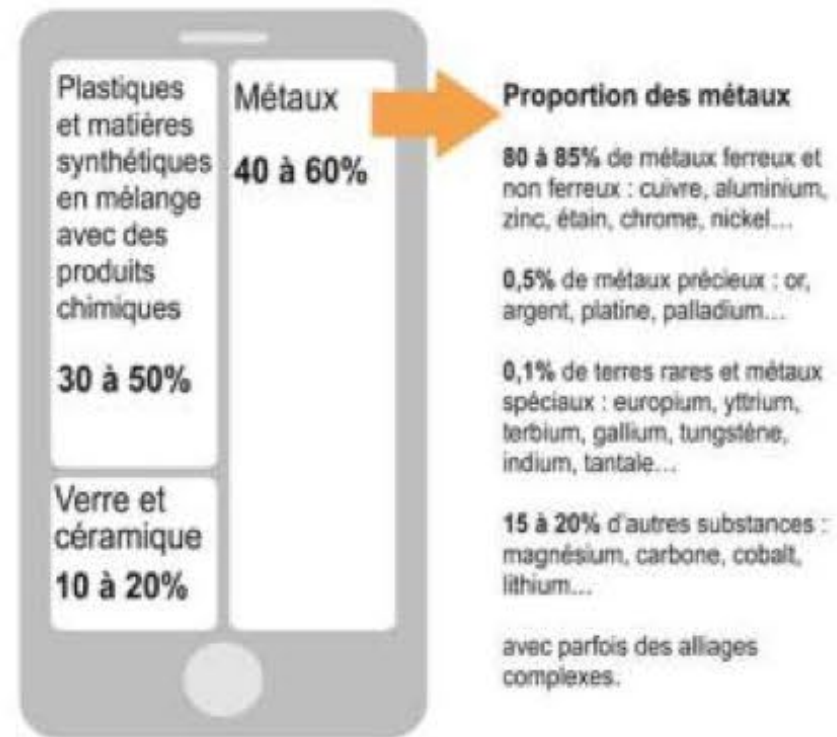 Plastiques
et matières
synthétiques
en mélange
avec des
produits
chimiques
30 à 50%
Verre et
céramique
10 à 20%
Métaux
40 à 60%
Proportion des métaux
80 à 85% de métaux ferreux et
non ferreux : cuivre, aluminium,
zinc, étain, chrome, nickel...
0,5% de métaux précieux : or,
argent, platine, palladium...
0,1% de terres rares et métaux
spéciaux : europium, yttrium,
terbium, gallium, tungstène,
indium, tantale...
15 à 20% d'autres substances :
magnésium, carbone, cobalt,
lithium...
avec parfois des alliages
complexes.